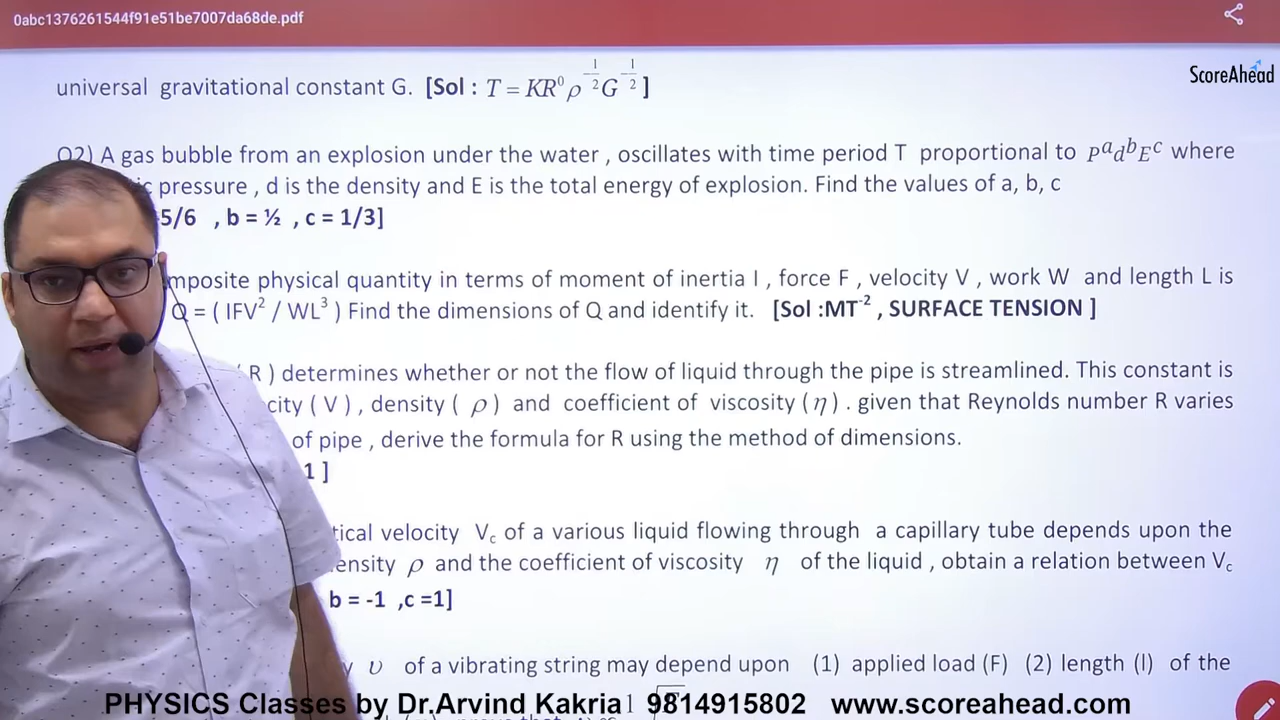 0abc1376261544f91e51be7007da68de.pdf
ScoreAhead
universal gravitational constant G. [Sol : T = KR⁰ ρ^{-1/2} G^{-1/2} ]
Q2) A gas bubble from an explosion under the water , oscillates with time period T proportional to P^a d^b E^c where
pressure , d is the density and E is the total energy of explosion. Find the values of a, b, c
5/6 , b = ½ , c = 1/3]
physical quantity in terms of moment of inertia I , force F , velocity V , work W and length L is
Q = ( IFV² / WL³ ) Find the dimensions of Q and identify it. [Sol :MT⁻² , SURFACE TENSION ]
R ) determines whether or not the flow of liquid through the pipe is streamlined. This constant is
( V ) , density ( ρ ) and coefficient of viscosity ( η ) . given that Reynolds number R varies
of pipe , derive the formula for R using the method of dimensions.
1 ]
velocity V_c of a various liquid flowing through a capillary tube depends upon the
ρ and the coefficient of viscosity η of the liquid , obtain a relation between V_c
b = -1 ,c =1]
υ of a vibrating string may depend upon (1) applied load (F) (2) length (l) of the
PHYSICS Classes by Dr.Arvind Kakria 9814915802 www.scoreahead.com